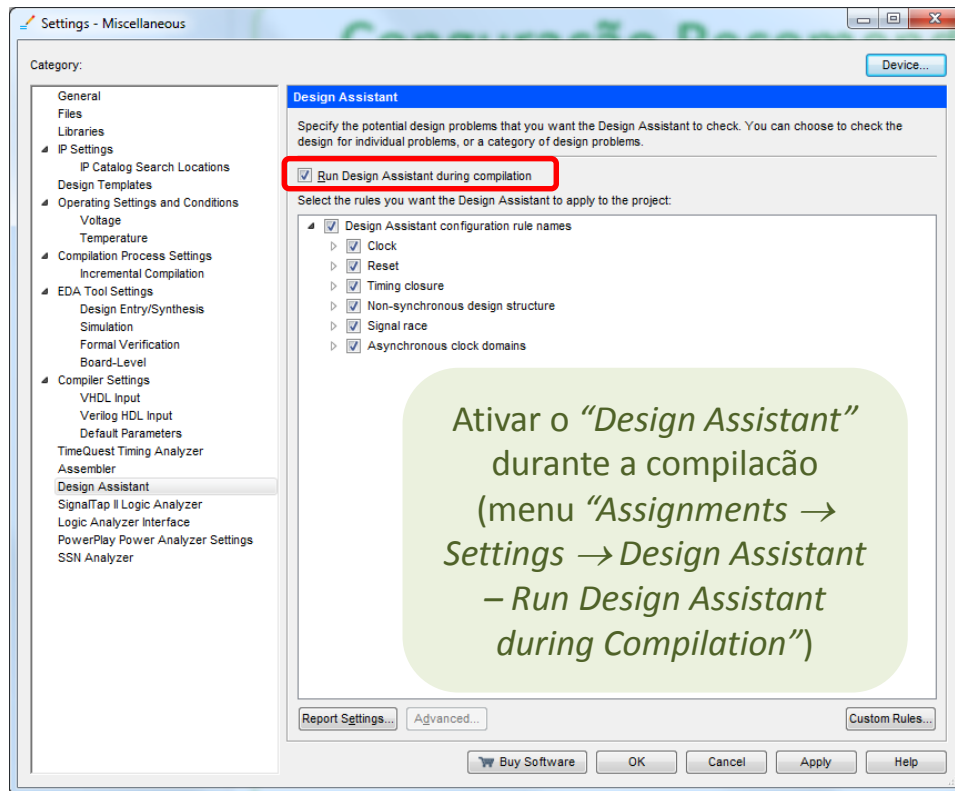 Configuração Recomend
Settings - Miscellaneous
Category:
Device...
General
Files
Libraries
IP Settings
IP Catalog Search Locations
Design Templates
Operating Settings and Conditions
Voltage
Temperature
Compilation Process Settings
Incremental Compilation
EDA Tool Settings
Design Entry/Synthesis
Simulation
Formal Verification
Board-Level
Compiler Settings
VHDL Input
Verilog HDL Input
Default Parameters
TimeQuest Timing Analyzer
Assembler
Design Assistant
SignalTap II Logic Analyzer
Logic Analyzer Interface
PowerPlay Power Analyzer Settings
SSN Analyzer
Design Assistant
Specify the potential design problems that you want the Design Assistant to check. You can choose to check the
design for individual problems, or a category of design problems.
Run Design Assistant during compilation
Select the rules you want the Design Assistant to apply to the project:
Design Assistant configuration rule names
Clock
Reset
Timing closure
Non-synchronous design structure
Signal race
Asynchronous clock domains
Ativar o “Design Assistant”
durante a compilacão
(menu “Assignments →
Settings → Design Assistant
– Run Design Assistant
during Compilation”)
Report Settings...
Advanced...
Custom Rules...
Buy Software
OK
Cancel
Apply
Help